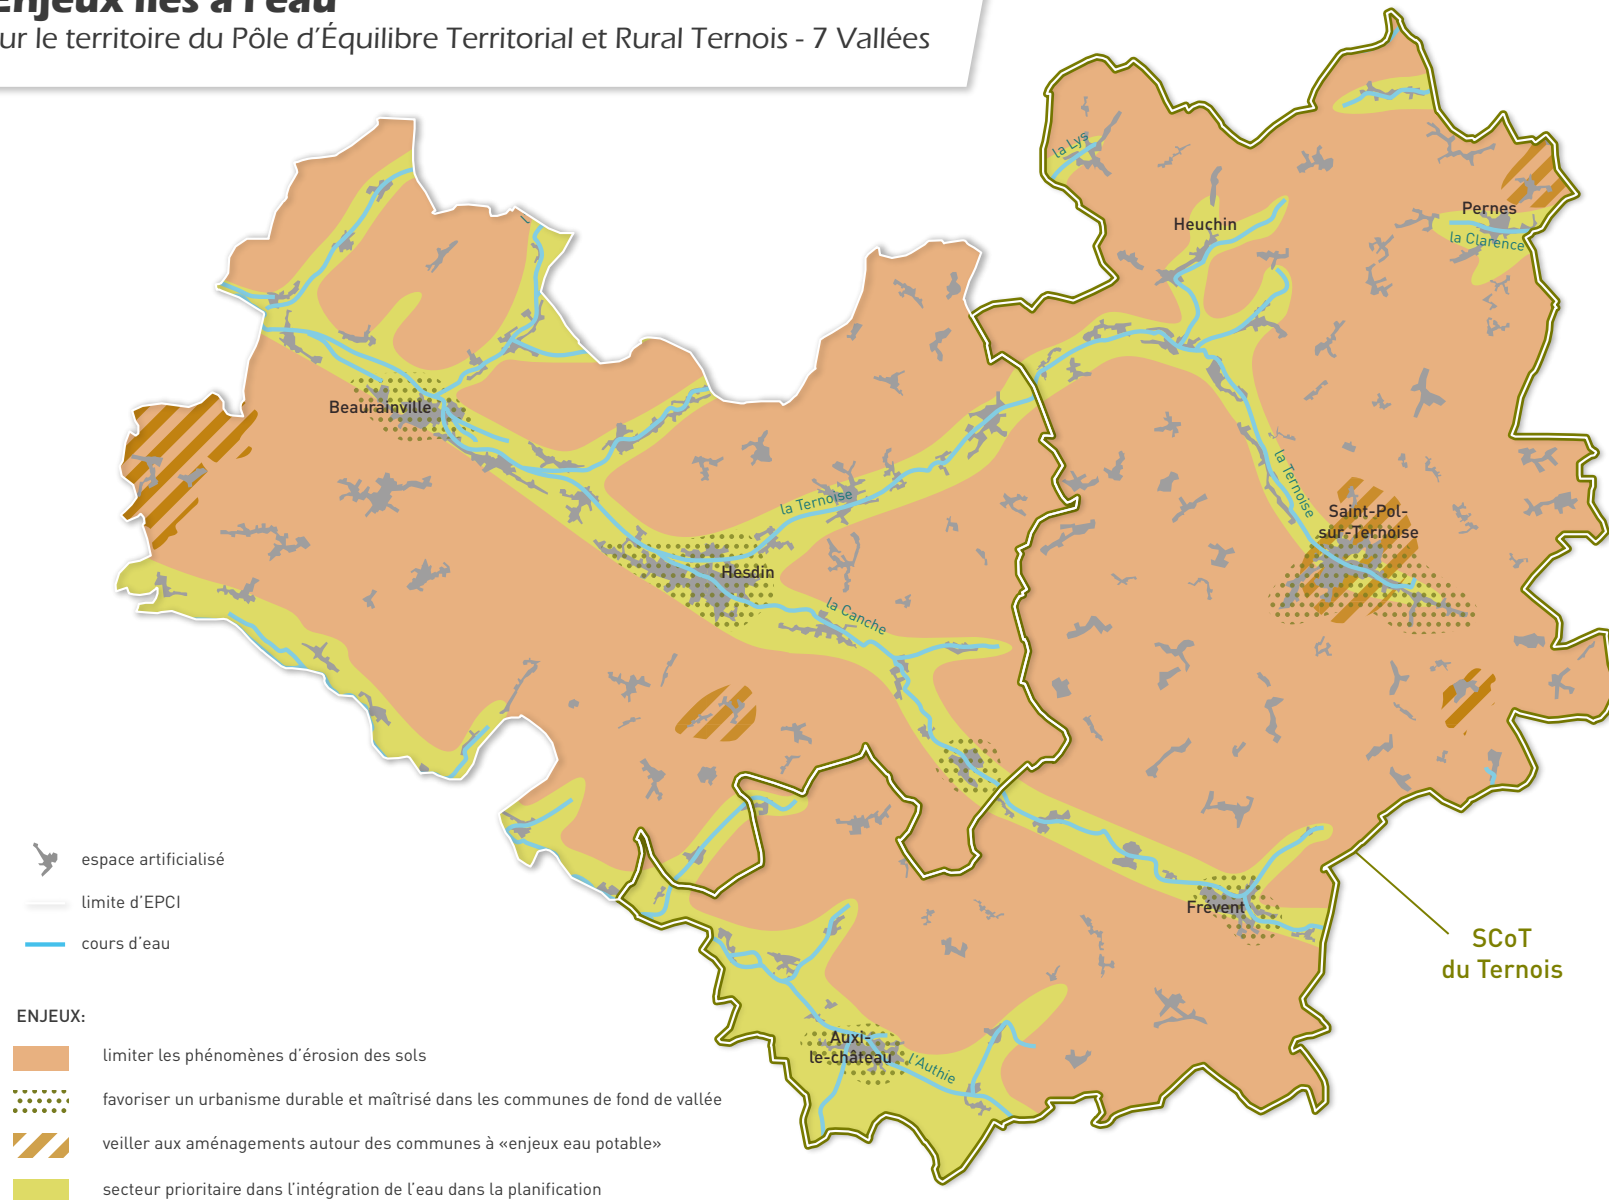 Enjeux liés à l'eau
sur le territoire du Pôle d'Équilibre Territorial et Rural Ternois - 7 Vallées
la Lys
Heuchin
Pernes
la Clarence
Beaurainville
la Ternoise
la Ternoise
Saint-Pol-
sur-Ternoise
Hesdin
la Canche
Frévent
SCoT
du Ternois
Auxi-
le-château
l'Authie
espace artificialisé
limite d'EPCI
cours d'eau
ENJEUX:
limiter les phénomènes d'érosion des sols
favoriser un urbanisme durable et maîtrisé dans les communes de fond de vallée
veiller aux aménagements autour des communes à «enjeux eau potable»
secteur prioritaire dans l'intégration de l'eau dans la planification